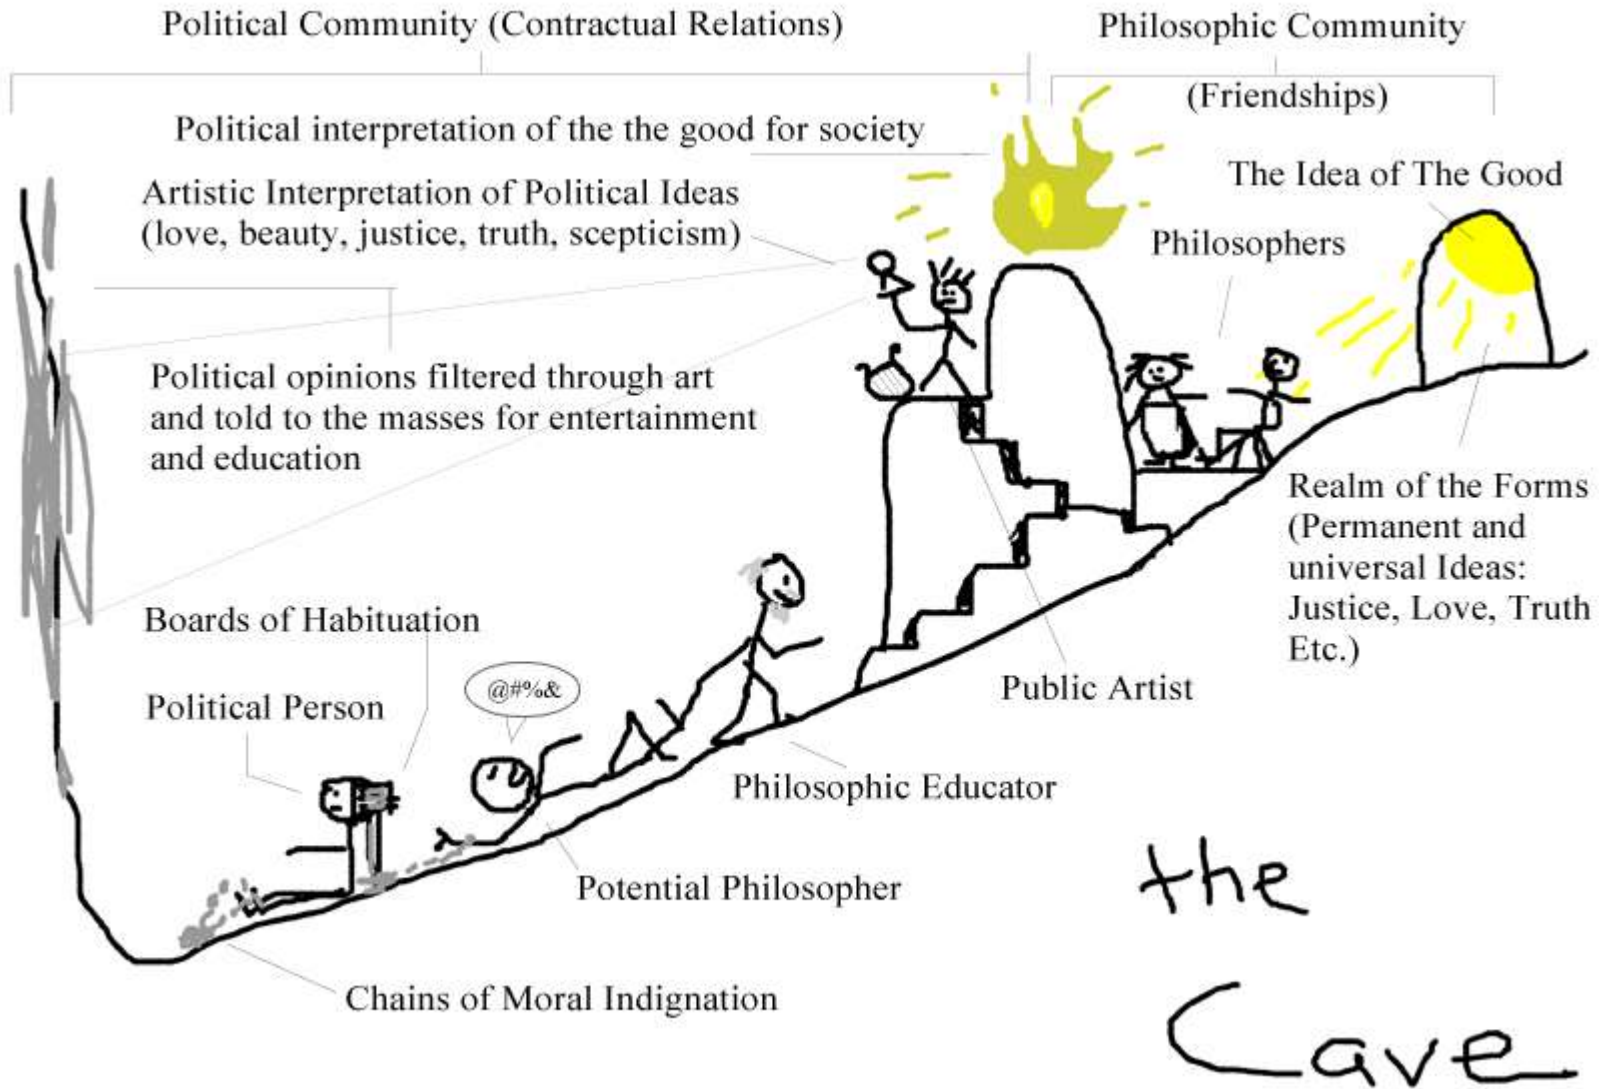 Political Community (Contractual Relations)
Philosophic Community
(Friendships)
Political interpretation of the the good for society
The Idea of The Good
Artistic Interpretation of Political Ideas
(love, beauty, justice, truth, scepticism)
Philosophers
Political opinions filtered through art
and told to the masses for entertainment
and education
Realm of the Forms
(Permanent and
universal Ideas:
Justice, Love, Truth
Etc.)
Boards of Habituation
@#%&
Public Artist
Political Person
Philosophic Educator
Potential Philosopher
Chains of Moral Indignation
the
Cave